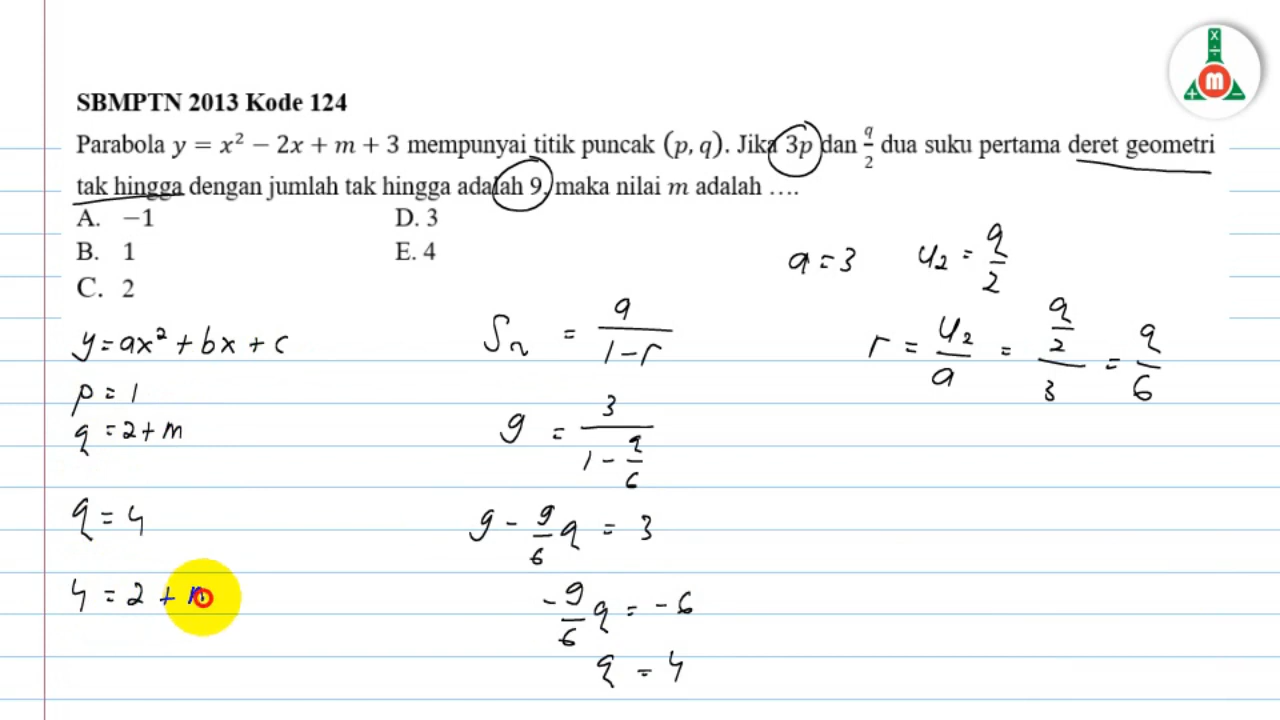 SBMPTN 2013 Kode 124
Parabola y = x² − 2x + m + 3 mempunyai titik puncak (p, q). Jika 3p dan q/2 dua suku pertama deret geometri
tak hingga dengan jumlah tak hingga adalah 9, maka nilai m adalah ….
A. −1
B. 1
C. 2
D. 3
E. 4
y = ax² + bx + c
p = 1
q = 2 + m
q = 4
4 = 2 + m
Sn = a/(1 − r)
9 = 3/(1 − q/6)
9 − 9/6 q = 3
−9/6 q = −6
q = 4
a = 3 u2 = q/2
r = u2/a = (q/2)/3 = q/6
× ÷ m + −